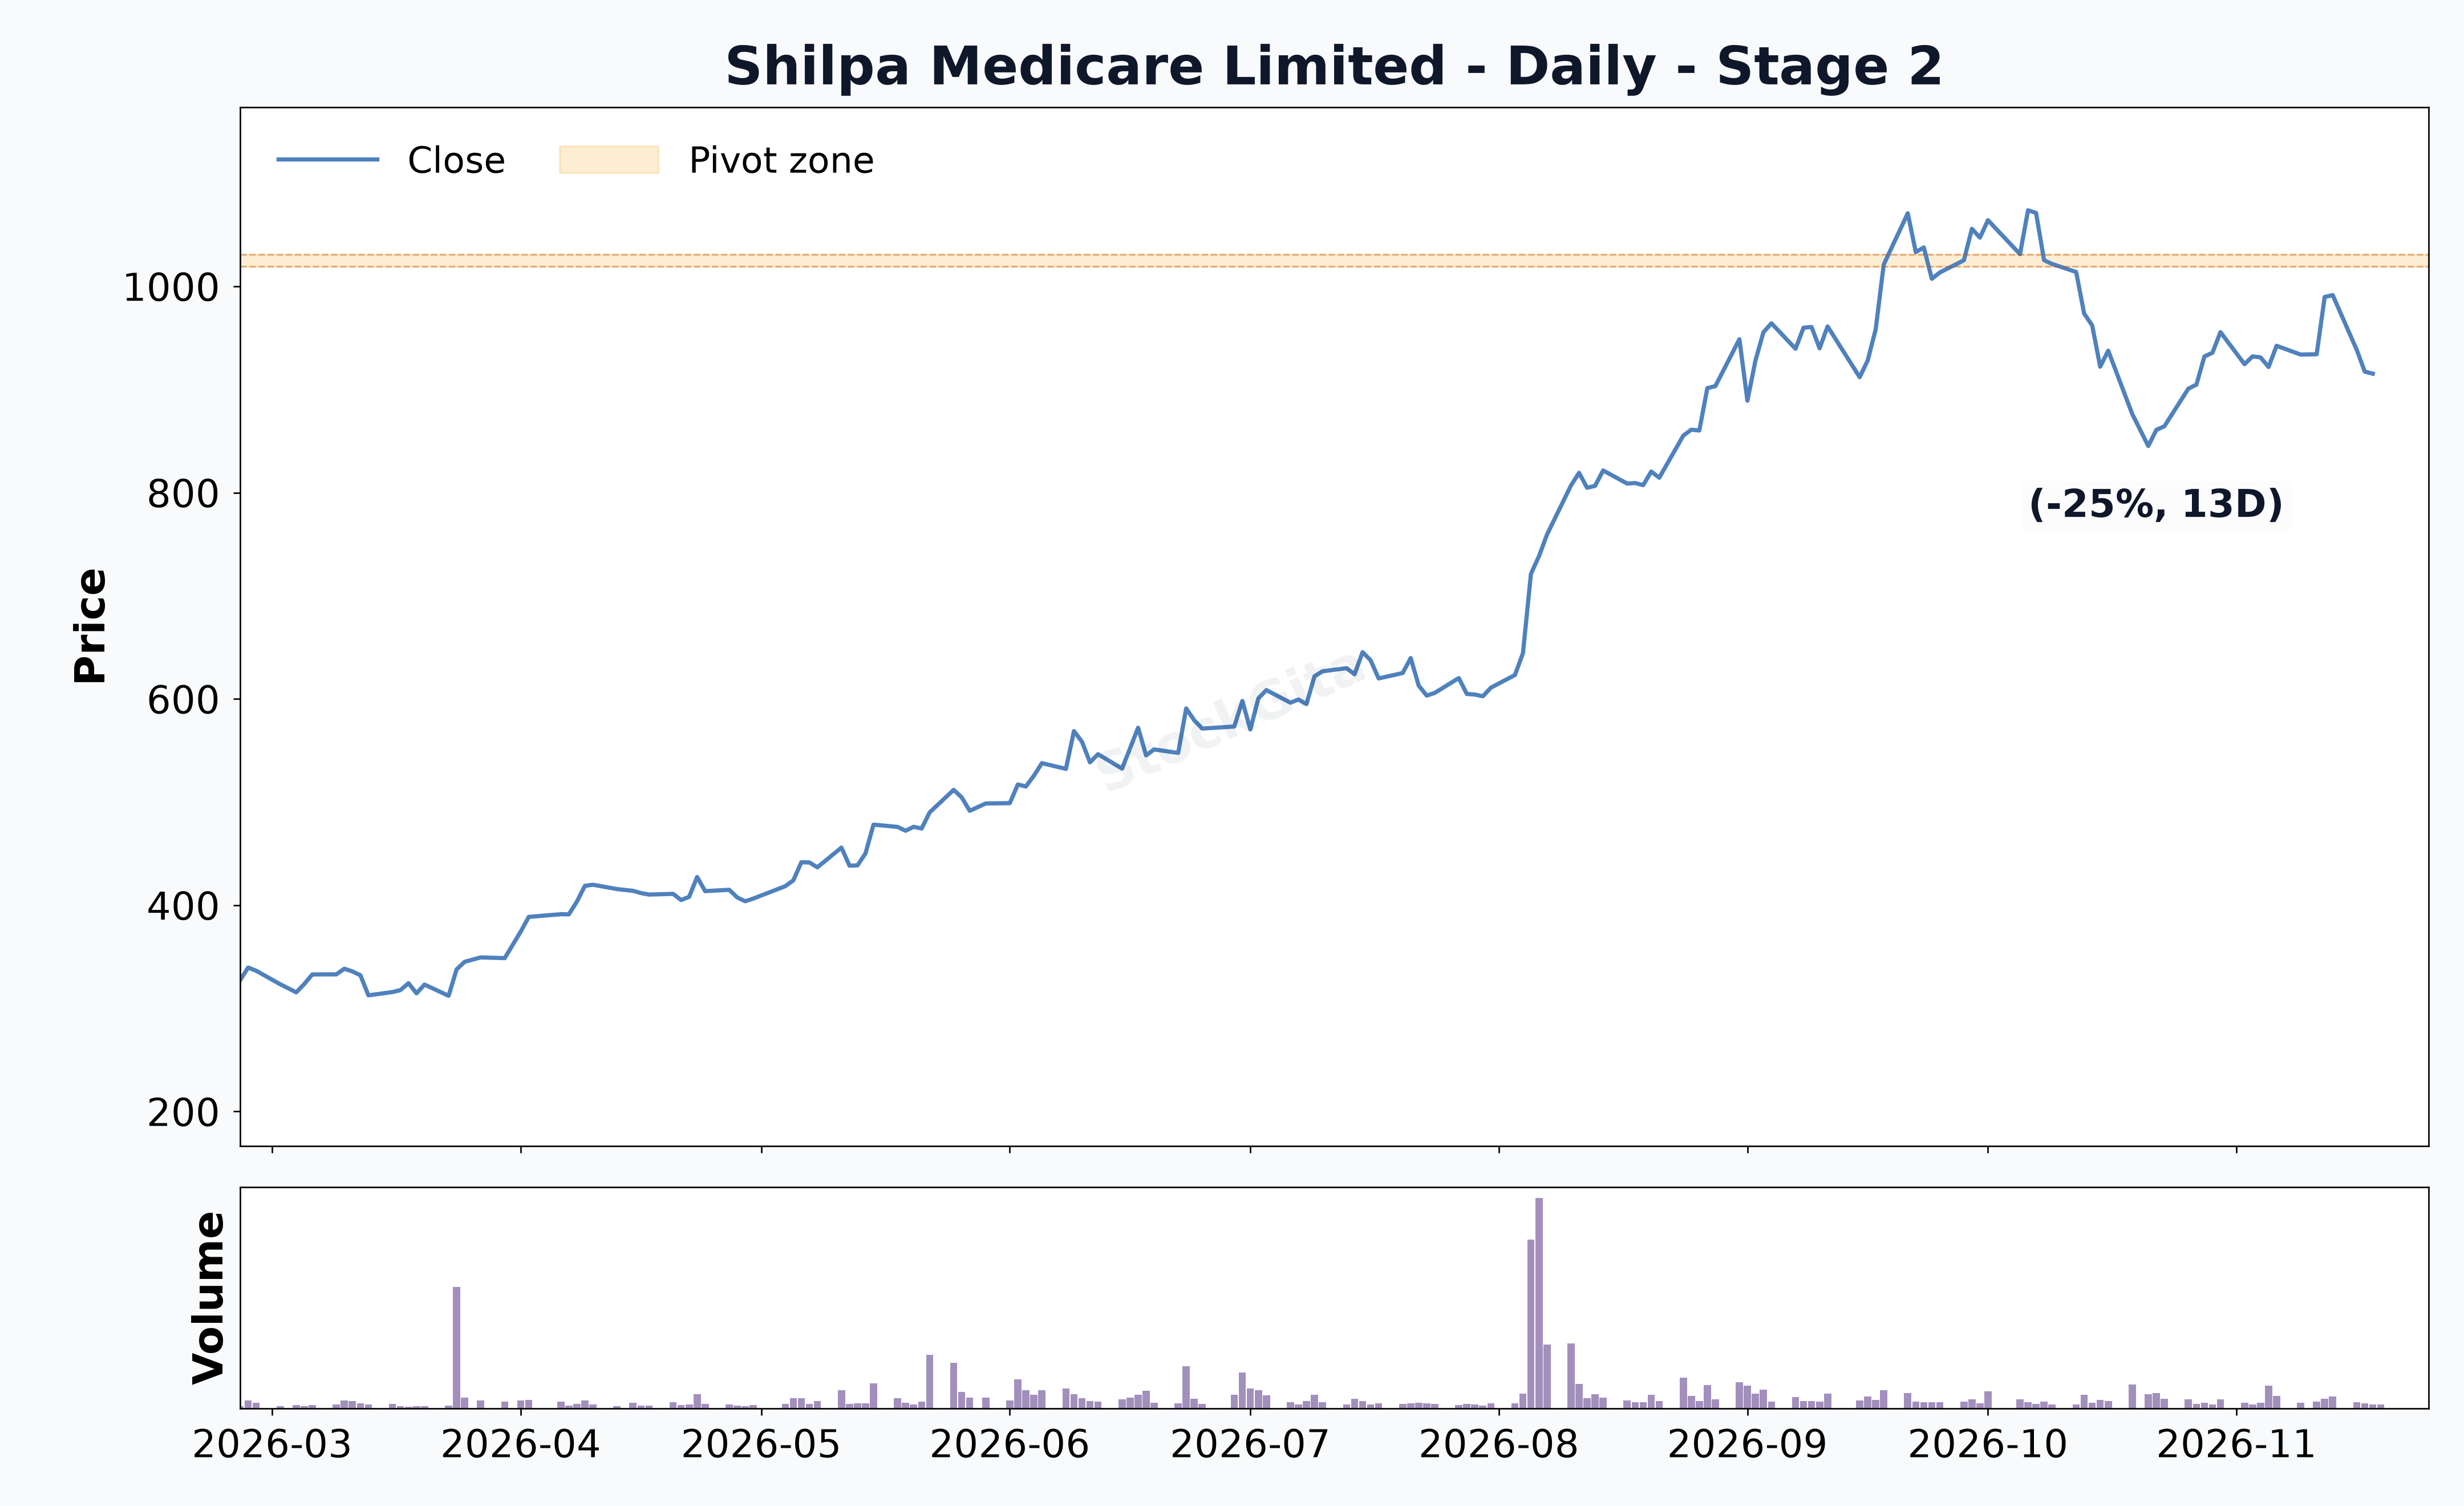 Shilpa Medicare Limited - Daily - Stage 2
Close
Pivot zone
1000
800
600
400
200
Price
(-25%, 13D)
StockGita
Volume
2026-03
2026-04
2026-05
2026-06
2026-07
2026-08
2026-09
2026-10
2026-11